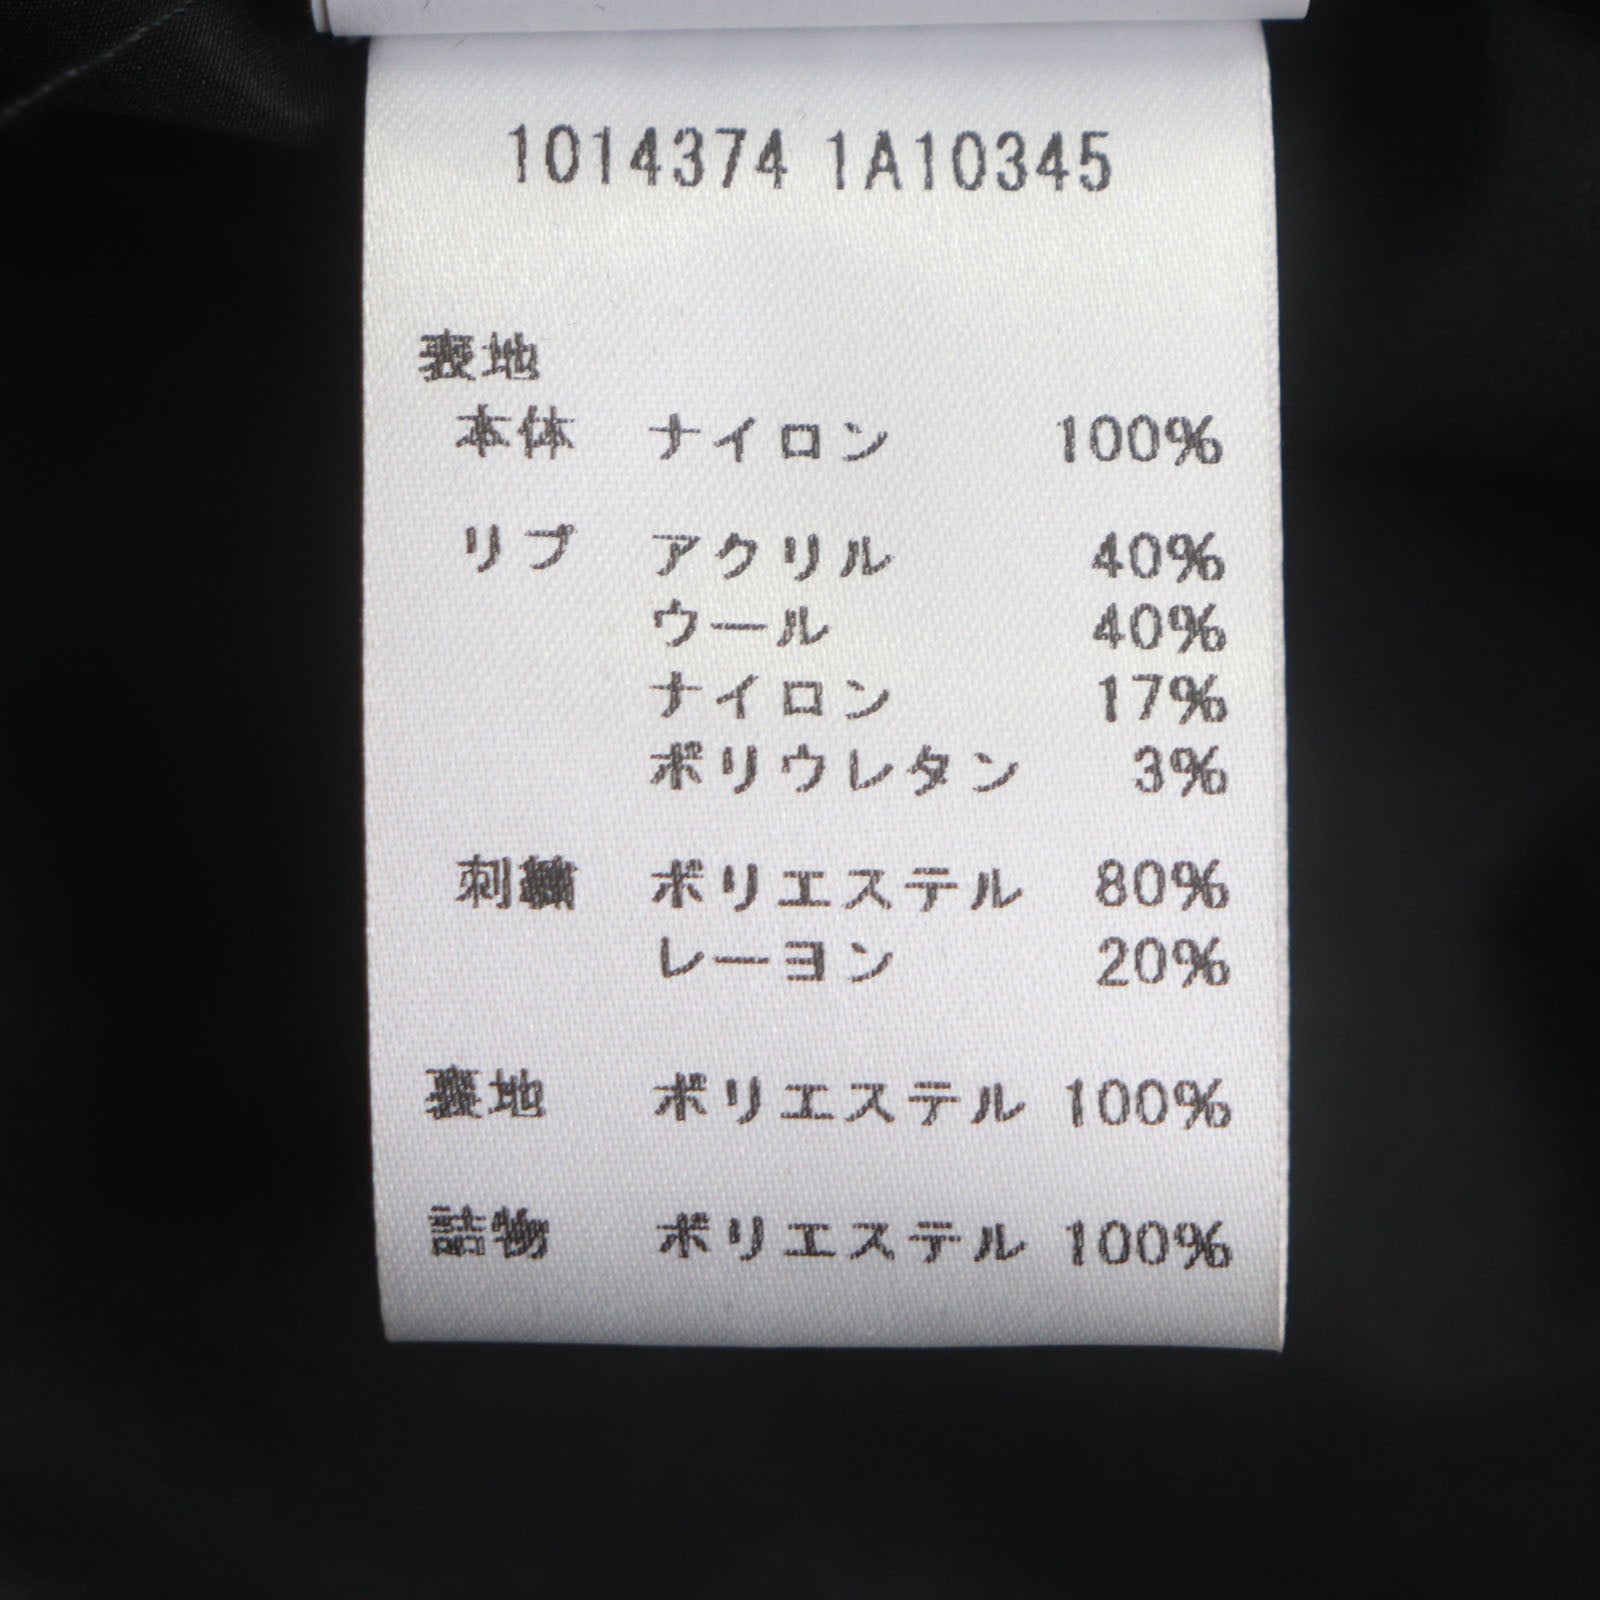 1014374 1A10345
表地
本体 ナイロン 100%
リブ アクリル 40%
ウール 40%
ナイロン 17%
ポリウレタン 3%
刺繍 ポリエステル 80%
レーヨン 20%
裏地 ポリエステル 100%
詰物 ポリエステル 100%